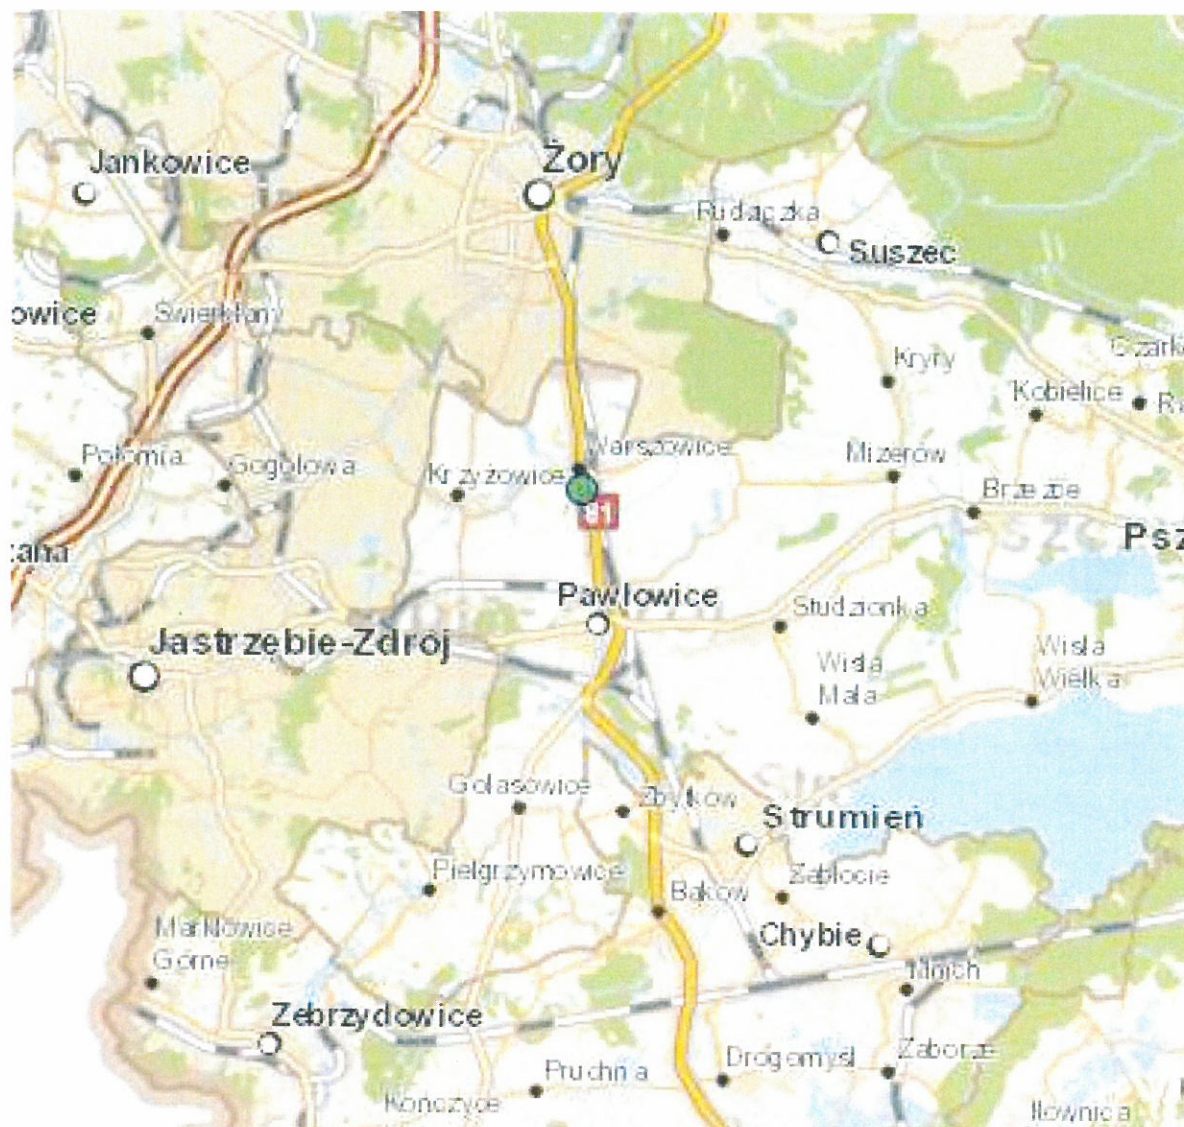 Jankowice
Żory
Rudziczka
Suszec
owice
Świerklany
Kryry
Kobielice
Warszowice
Połomia
Gogołowa
Krzyżowice
Mizerów
Brzeźce
81
Psz
Pawłowice
Studzionka
Jastrzębie-Zdrój
Wisła
Mała
Wisła
Wielka
Golasowice
Zbytków
Strumień
Pielgrzymowice
Zabłocie
Bąków
Marklowice
Górne
Chybie
Mnich
Zebrzydowice
Pruchna
Drogomyśl
Zaborze
Kończyce
Iłownica